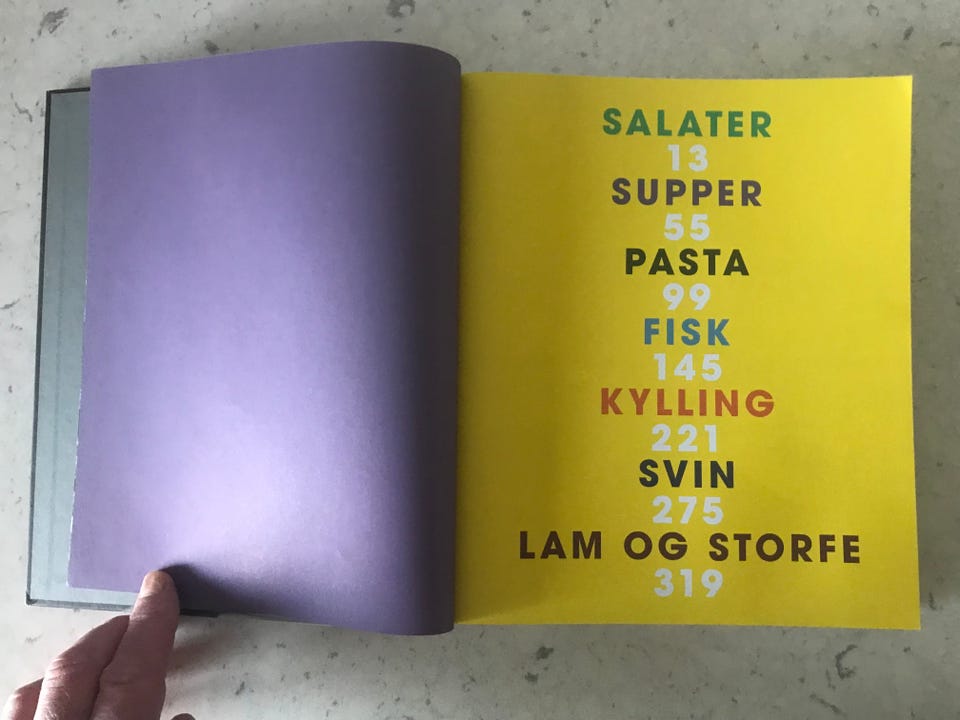 SALATER
13
SUPPER
55
PASTA
99
FISK
145
KYLLING
221
SVIN
275
LAM OG STORFE
319